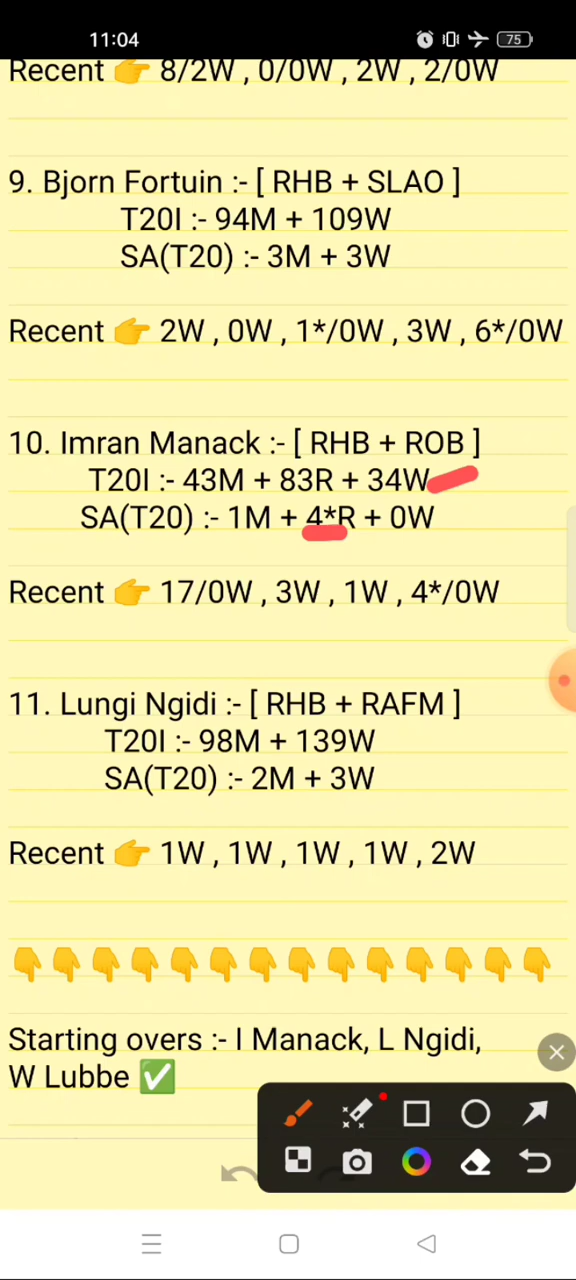 11:04
75
Recent 👉 8/2W , 0/0W , 2W , 2/0W
9. Bjorn Fortuin :- [ RHB + SLAO ]
T20I :- 94M + 109W
SA(T20) :- 3M + 3W
Recent 👉 2W , 0W , 1*/0W , 3W , 6*/0W
10. Imran Manack :- [ RHB + ROB ]
T20I :- 43M + 83R + 34W
SA(T20) :- 1M + 4*R + 0W
Recent 👉 17/0W , 3W , 1W , 4*/0W
11. Lungi Ngidi :- [ RHB + RAFM ]
T20I :- 98M + 139W
SA(T20) :- 2M + 3W
Recent 👉 1W , 1W , 1W , 1W , 2W
👇👇👇👇👇👇👇👇👇👇👇👇👇👇
Starting overs :- I Manack, L Ngidi,
W Lubbe ✅